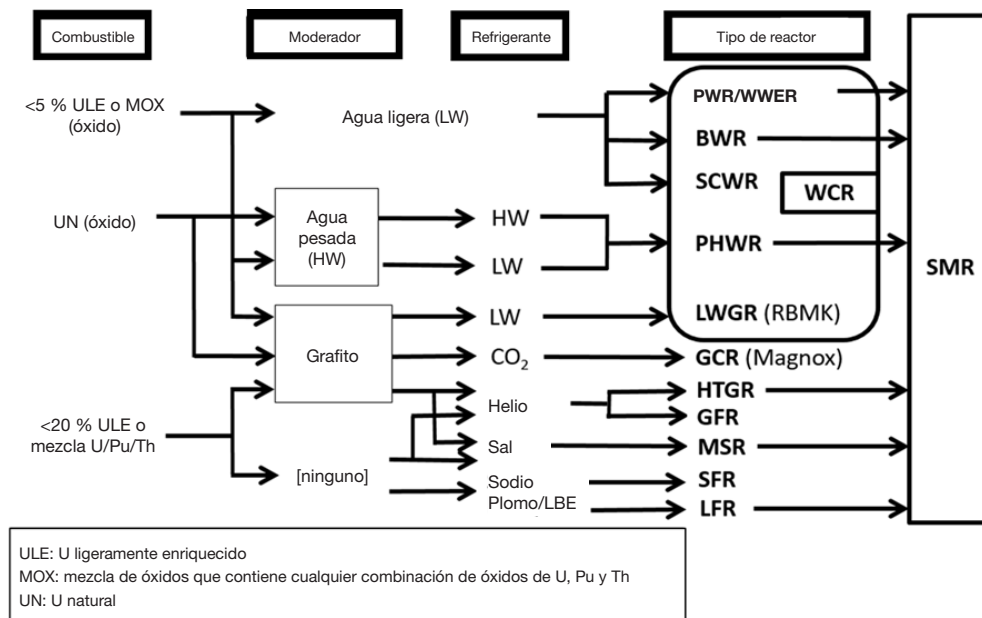 Combustible
Moderador
Refrigerante
Tipo de reactor
<5 % ULE o MOX
(óxido)
Agua ligera (LW)
PWR/WWER
BWR
SCWR
WCR
UN (óxido)
Agua
pesada
(HW)
HW
LW
PHWR
SMR
Grafito
LW
LWGR (RBMK)
CO₂
GCR (Magnox)
<20 % ULE o
mezcla U/Pu/Th
[ninguno]
Helio
HTGR
GFR
Sal
MSR
Sodio
SFR
Plomo/LBE
LFR
ULE: U ligeramente enriquecido
MOX: mezcla de óxidos que contiene cualquier combinación de óxidos de U, Pu y Th
UN: U natural